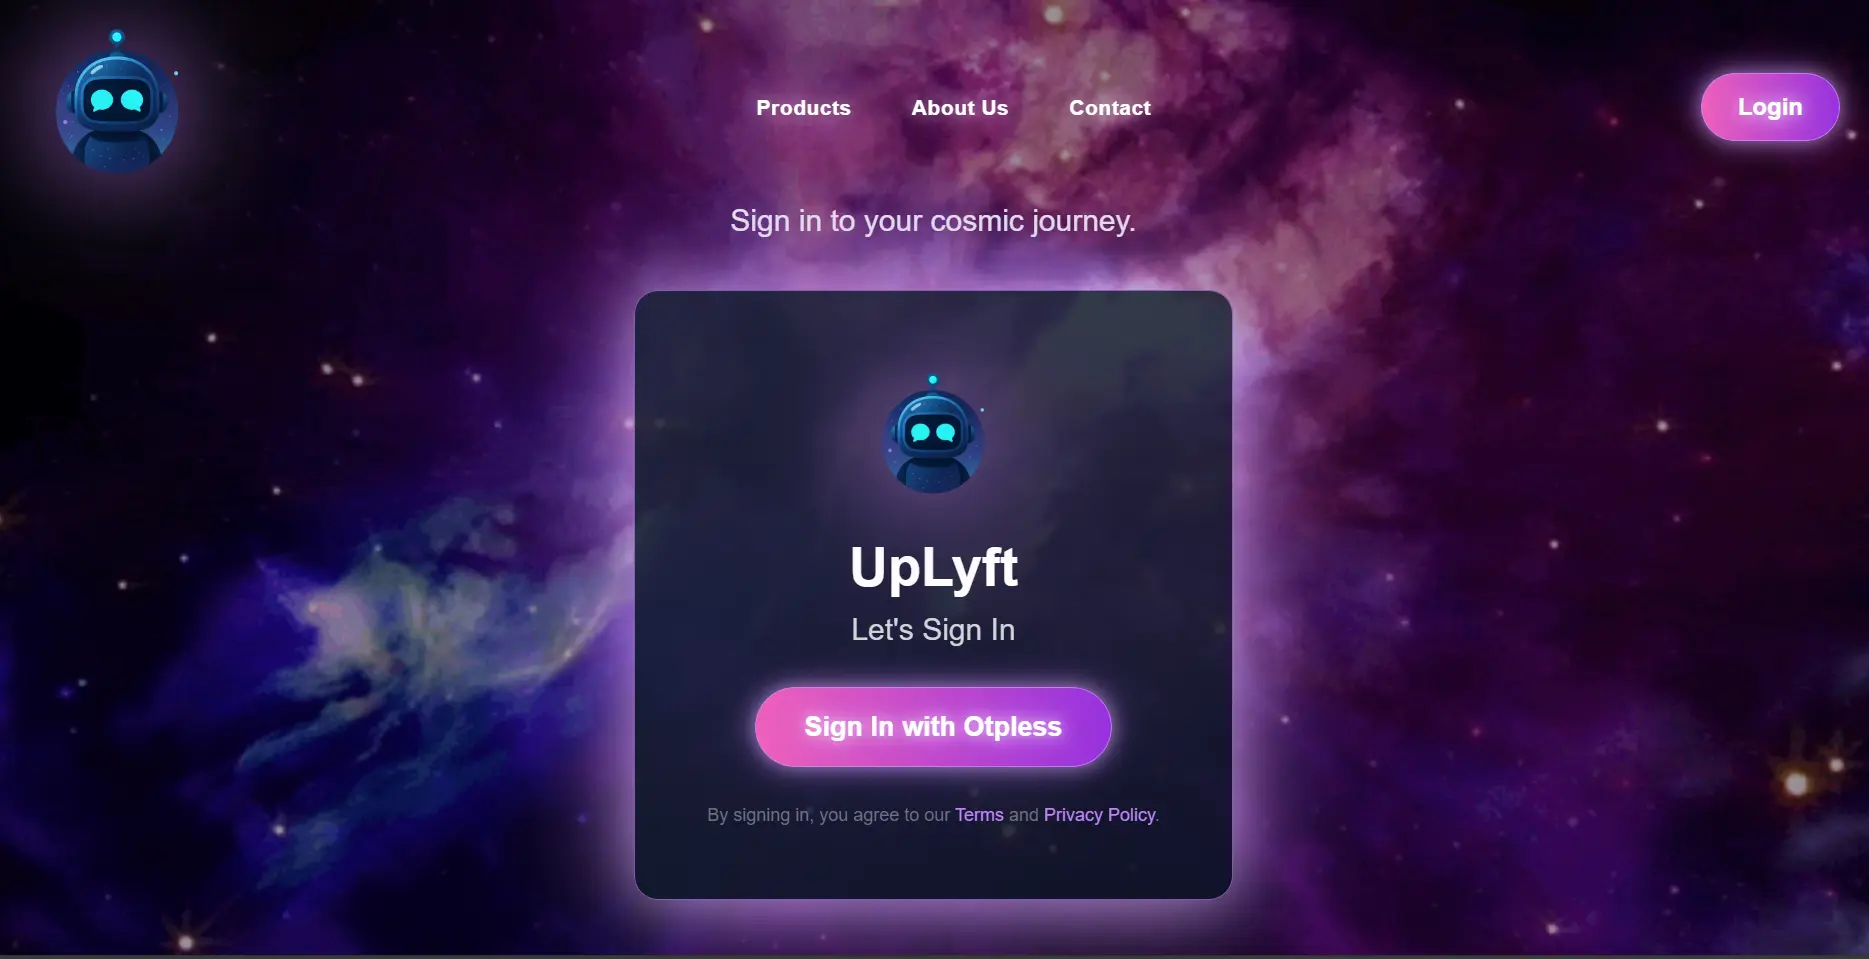 Products About Us Contact Login
Sign in to your cosmic journey.
UpLyft
Let's Sign In
Sign In with Otpless
By signing in, you agree to our Terms and Privacy Policy.